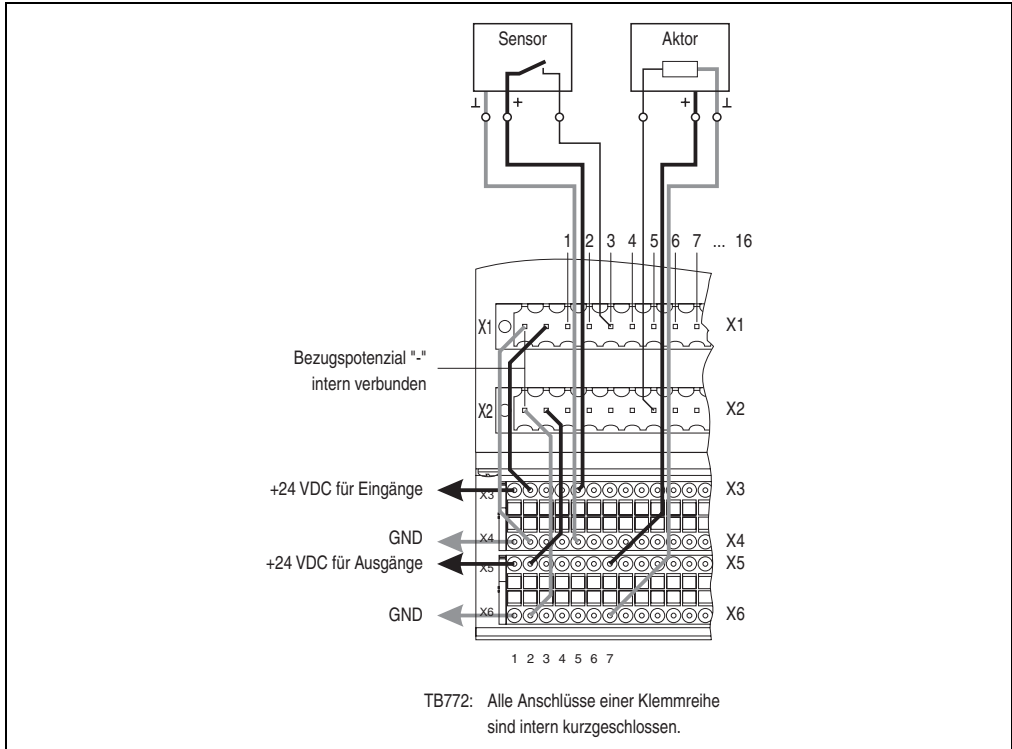 Sensor
Aktor
⊥ +
+ ⊥
1 2 3 4 5 6 7 ... 16
X1
X1
Bezugspotenzial "-"
intern verbunden
X2
X2
+24 VDC für Eingänge
X3
X3
GND
X4
X4
+24 VDC für Ausgänge
X5
X5
GND
X6
X6
1 2 3 4 5 6 7
TB772: Alle Anschlüsse einer Klemmreihe
sind intern kurzgeschlossen.